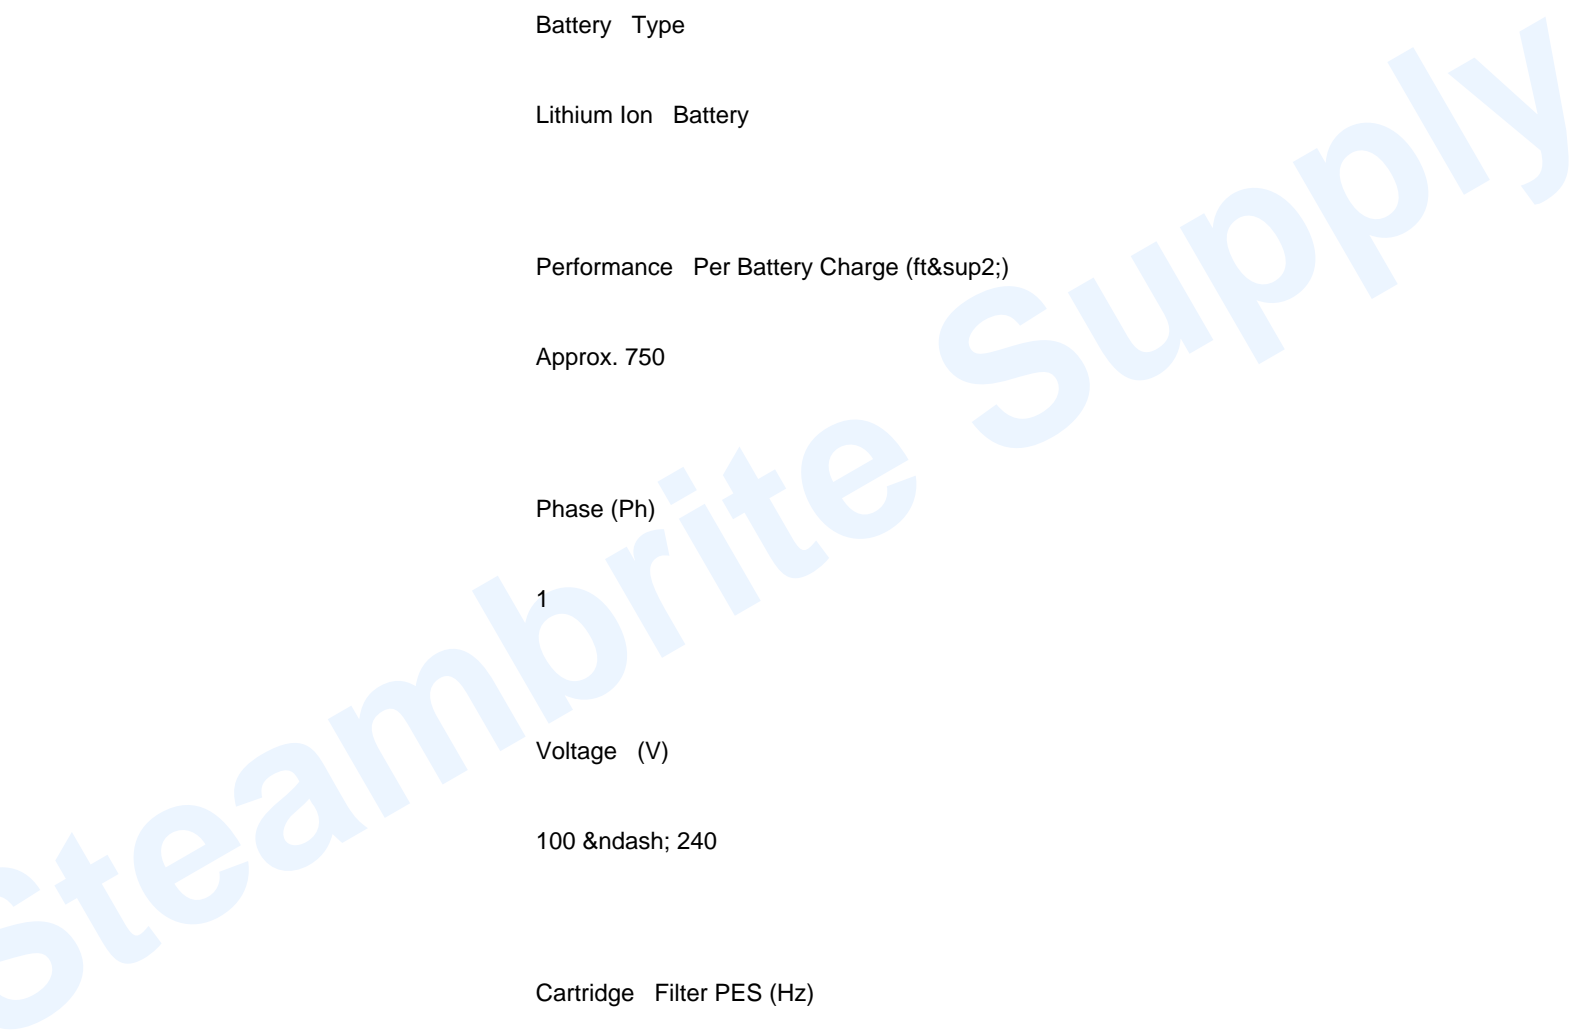 Battery   Type
Lithium Ion   Battery
Performance   Per Battery Charge (ft&sup2;)
Approx. 750
Phase (Ph)
1
Voltage   (V)
100 &ndash; 240
Cartridge   Filter PES (Hz)
Steambrite Supply